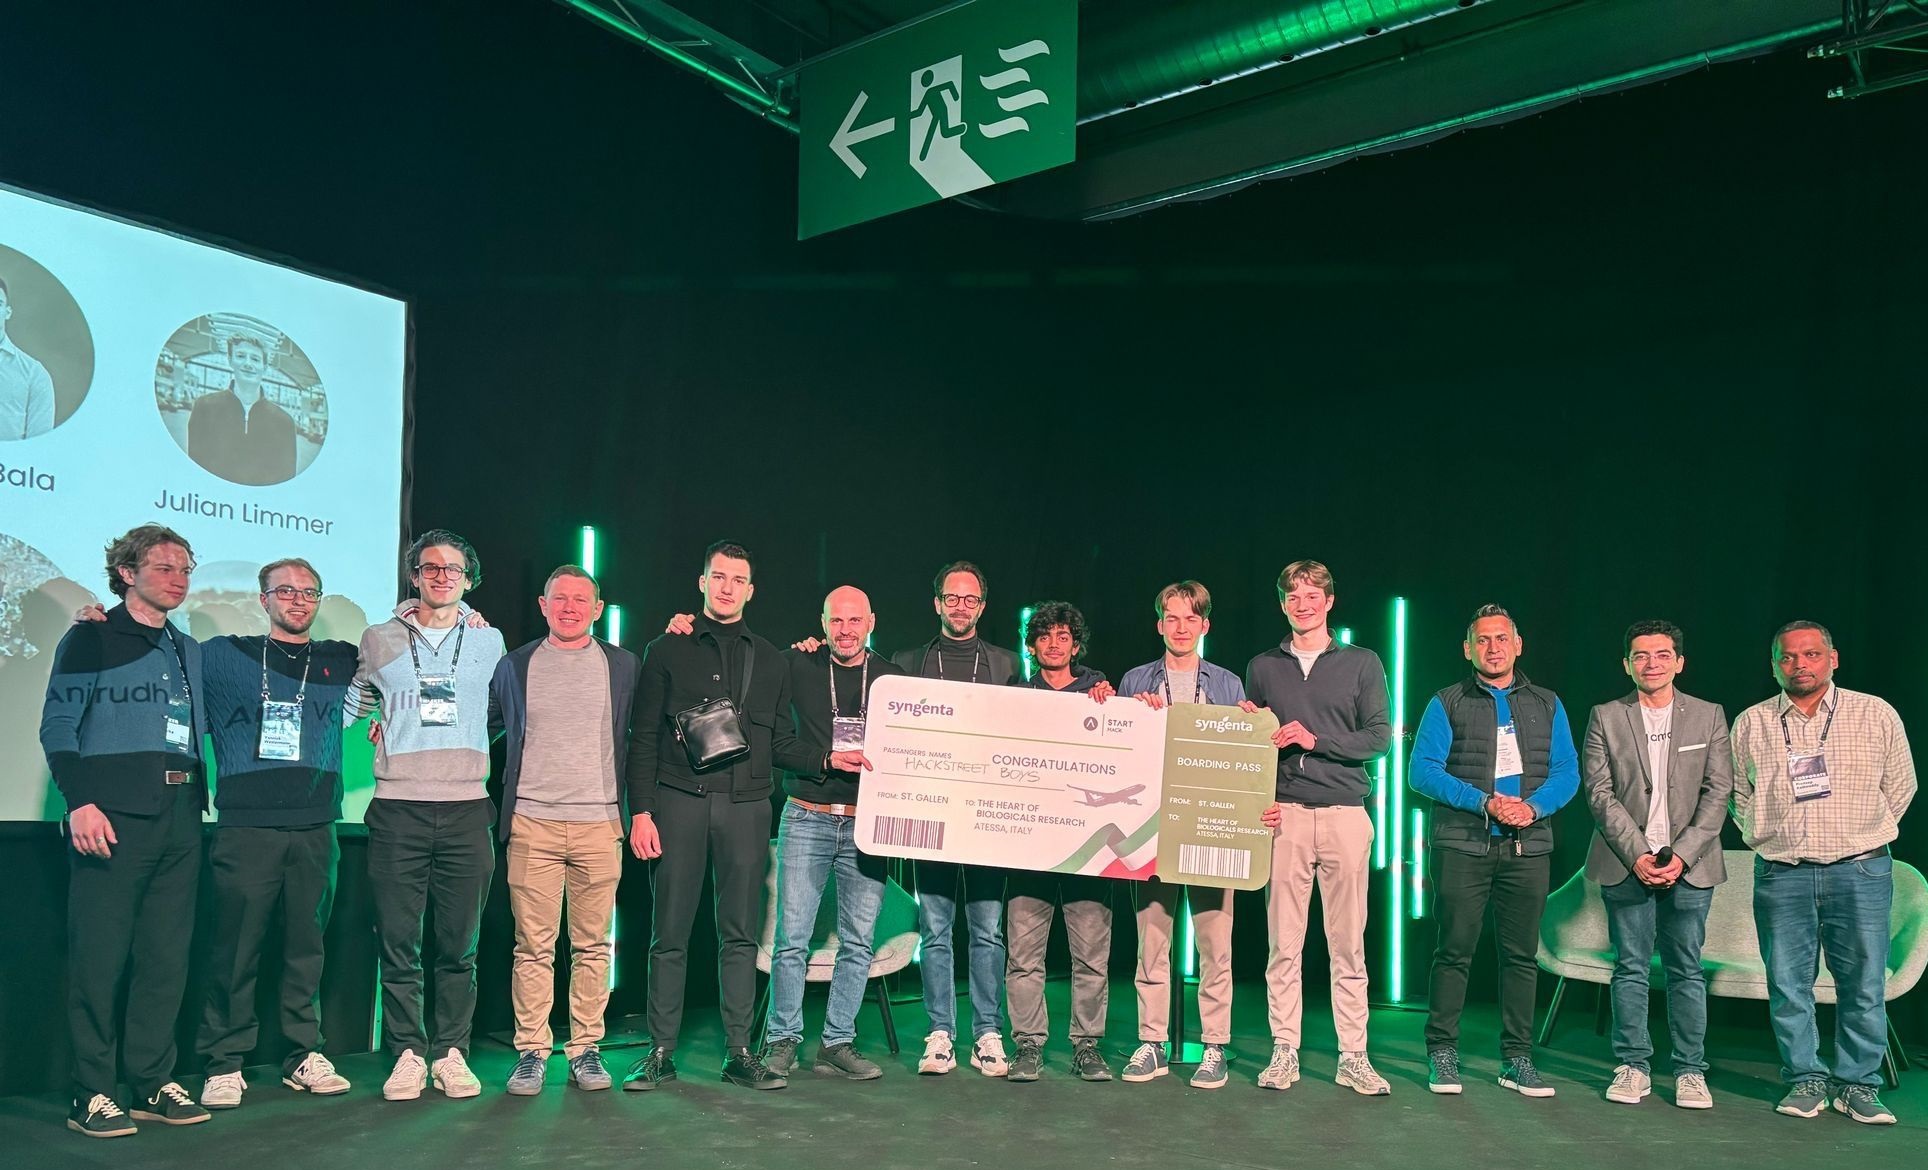 Bala
Julian Limmer
Anirudh
syngenta
START
HACK
PASSANGERS NAMES
CONGRATULATIONS
HACKSTREET BOYS
FROM: ST. GALLEN
TO: THE HEART OF
BIOLOGICALS RESEARCH
ATESSA, ITALY
syngenta
BOARDING PASS
FROM: ST. GALLEN
TO: THE HEART OF
BIOLOGICALS RESEARCH
ATESSA, ITALY
CORPORATE